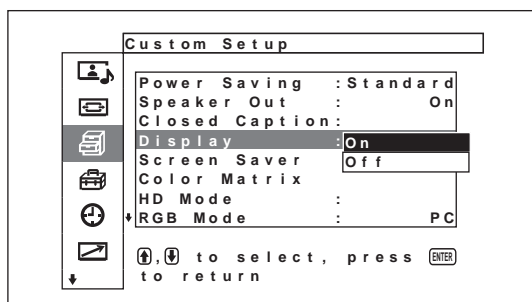 Custom Setup
Power Saving :Standard
Speaker Out : On
Closed Caption:
Display :On
Off
Screen Saver
Color Matrix
HD Mode :
RGB Mode : PC
, to select, press ENTER
to return